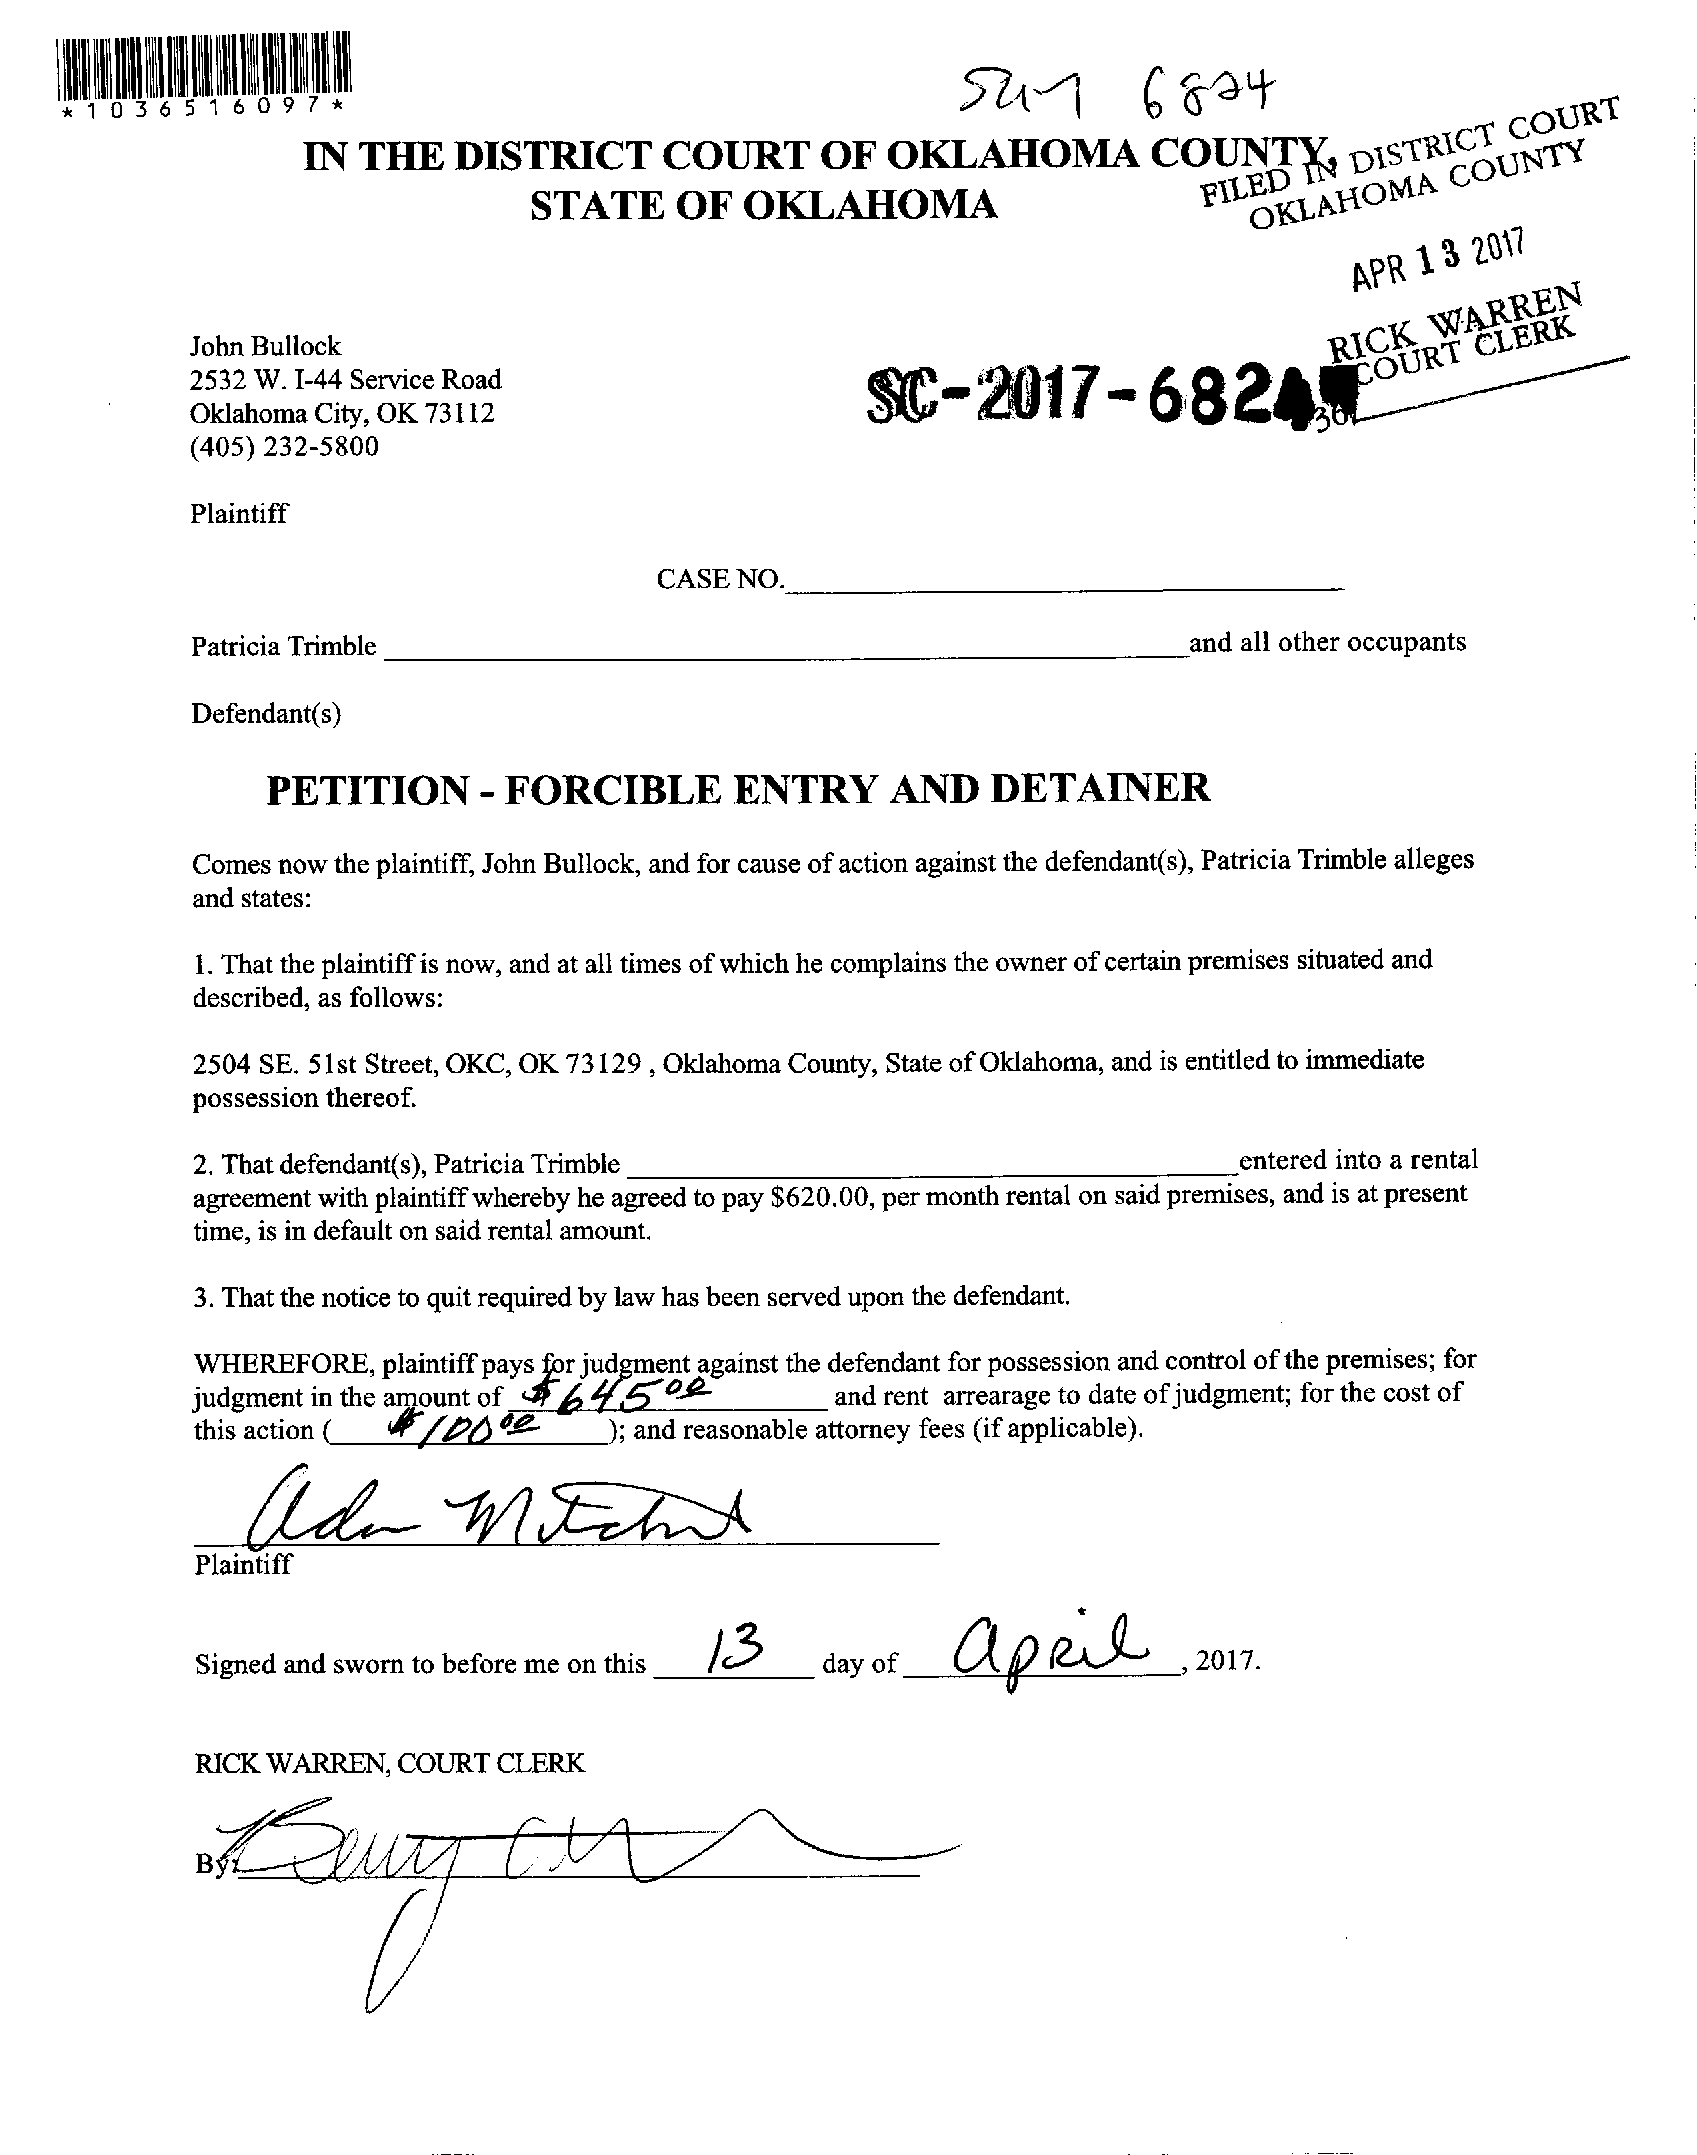 *1036516097*
6824
IN THE DISTRICT COURT OF OKLAHOMA COUNTY,
STATE OF OKLAHOMA
FILED IN DISTRICT COURT
OKLAHOMA COUNTY
APR 13 2017
RICK WARREN
COURT CLERK
John Bullock
2532 W. I-44 Service Road
Oklahoma City, OK 73112
(405) 232-5800
SC-2017-6824
Plaintiff
CASE NO.
Patricia Trimble and all other occupants
Defendant(s)
PETITION - FORCIBLE ENTRY AND DETAINER
Comes now the plaintiff, John Bullock, and for cause of action against the defendant(s), Patricia Trimble alleges
and states:
1. That the plaintiff is now, and at all times of which he complains the owner of certain premises situated and
described, as follows:
2504 SE. 51st Street, OKC, OK 73129 , Oklahoma County, State of Oklahoma, and is entitled to immediate
possession thereof.
2. That defendant(s), Patricia Trimble entered into a rental
agreement with plaintiff whereby he agreed to pay $620.00, per month rental on said premises, and is at present
time, is in default on said rental amount.
3. That the notice to quit required by law has been served upon the defendant.
WHEREFORE, plaintiff pays for judgment against the defendant for possession and control of the premises; for
judgment in the amount of $645 00 and rent arrearage to date of judgment; for the cost of
this action ( $100 00 ); and reasonable attorney fees (if applicable).
Plaintiff
Signed and sworn to before me on this 13 day of April, 2017.
RICK WARREN, COURT CLERK
By: